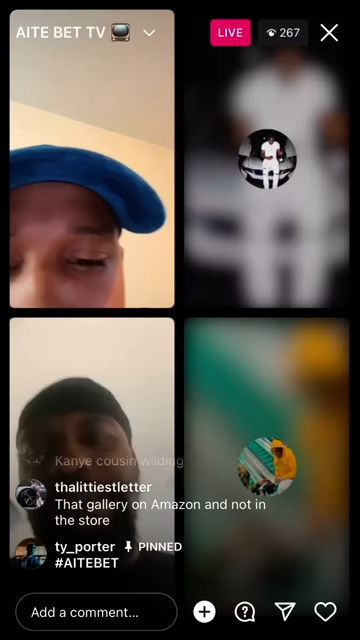 AITE BET TV 📺
LIVE
267
Kanye cousin wilding
thalittiestletter
That gallery on Amazon and not in
the store
ty_porter 📌 PINNED
#AITEBET
Add a comment...